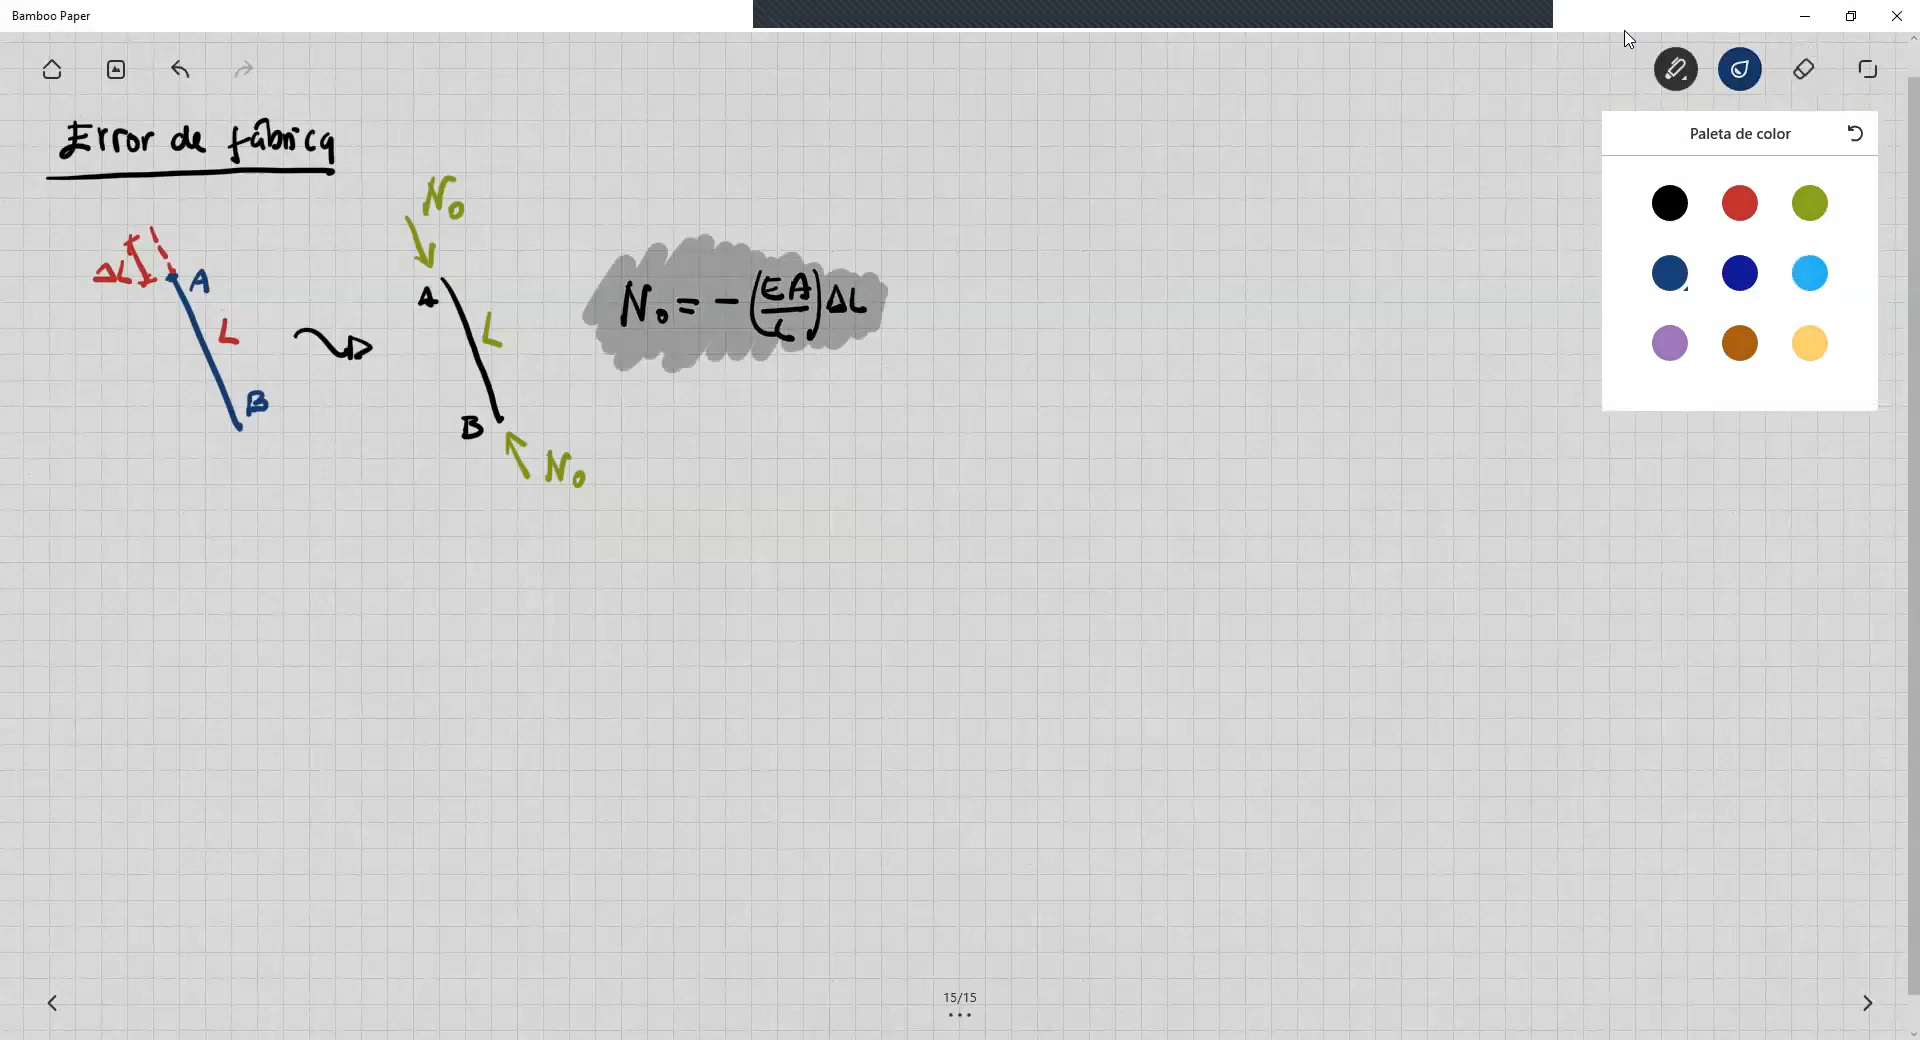 Bamboo Paper
Paleta de color
Error de fábrica
ΔL
A
L
B
N₀
A
L
B
N₀
N₀ = -(EA/L)ΔL
15/15